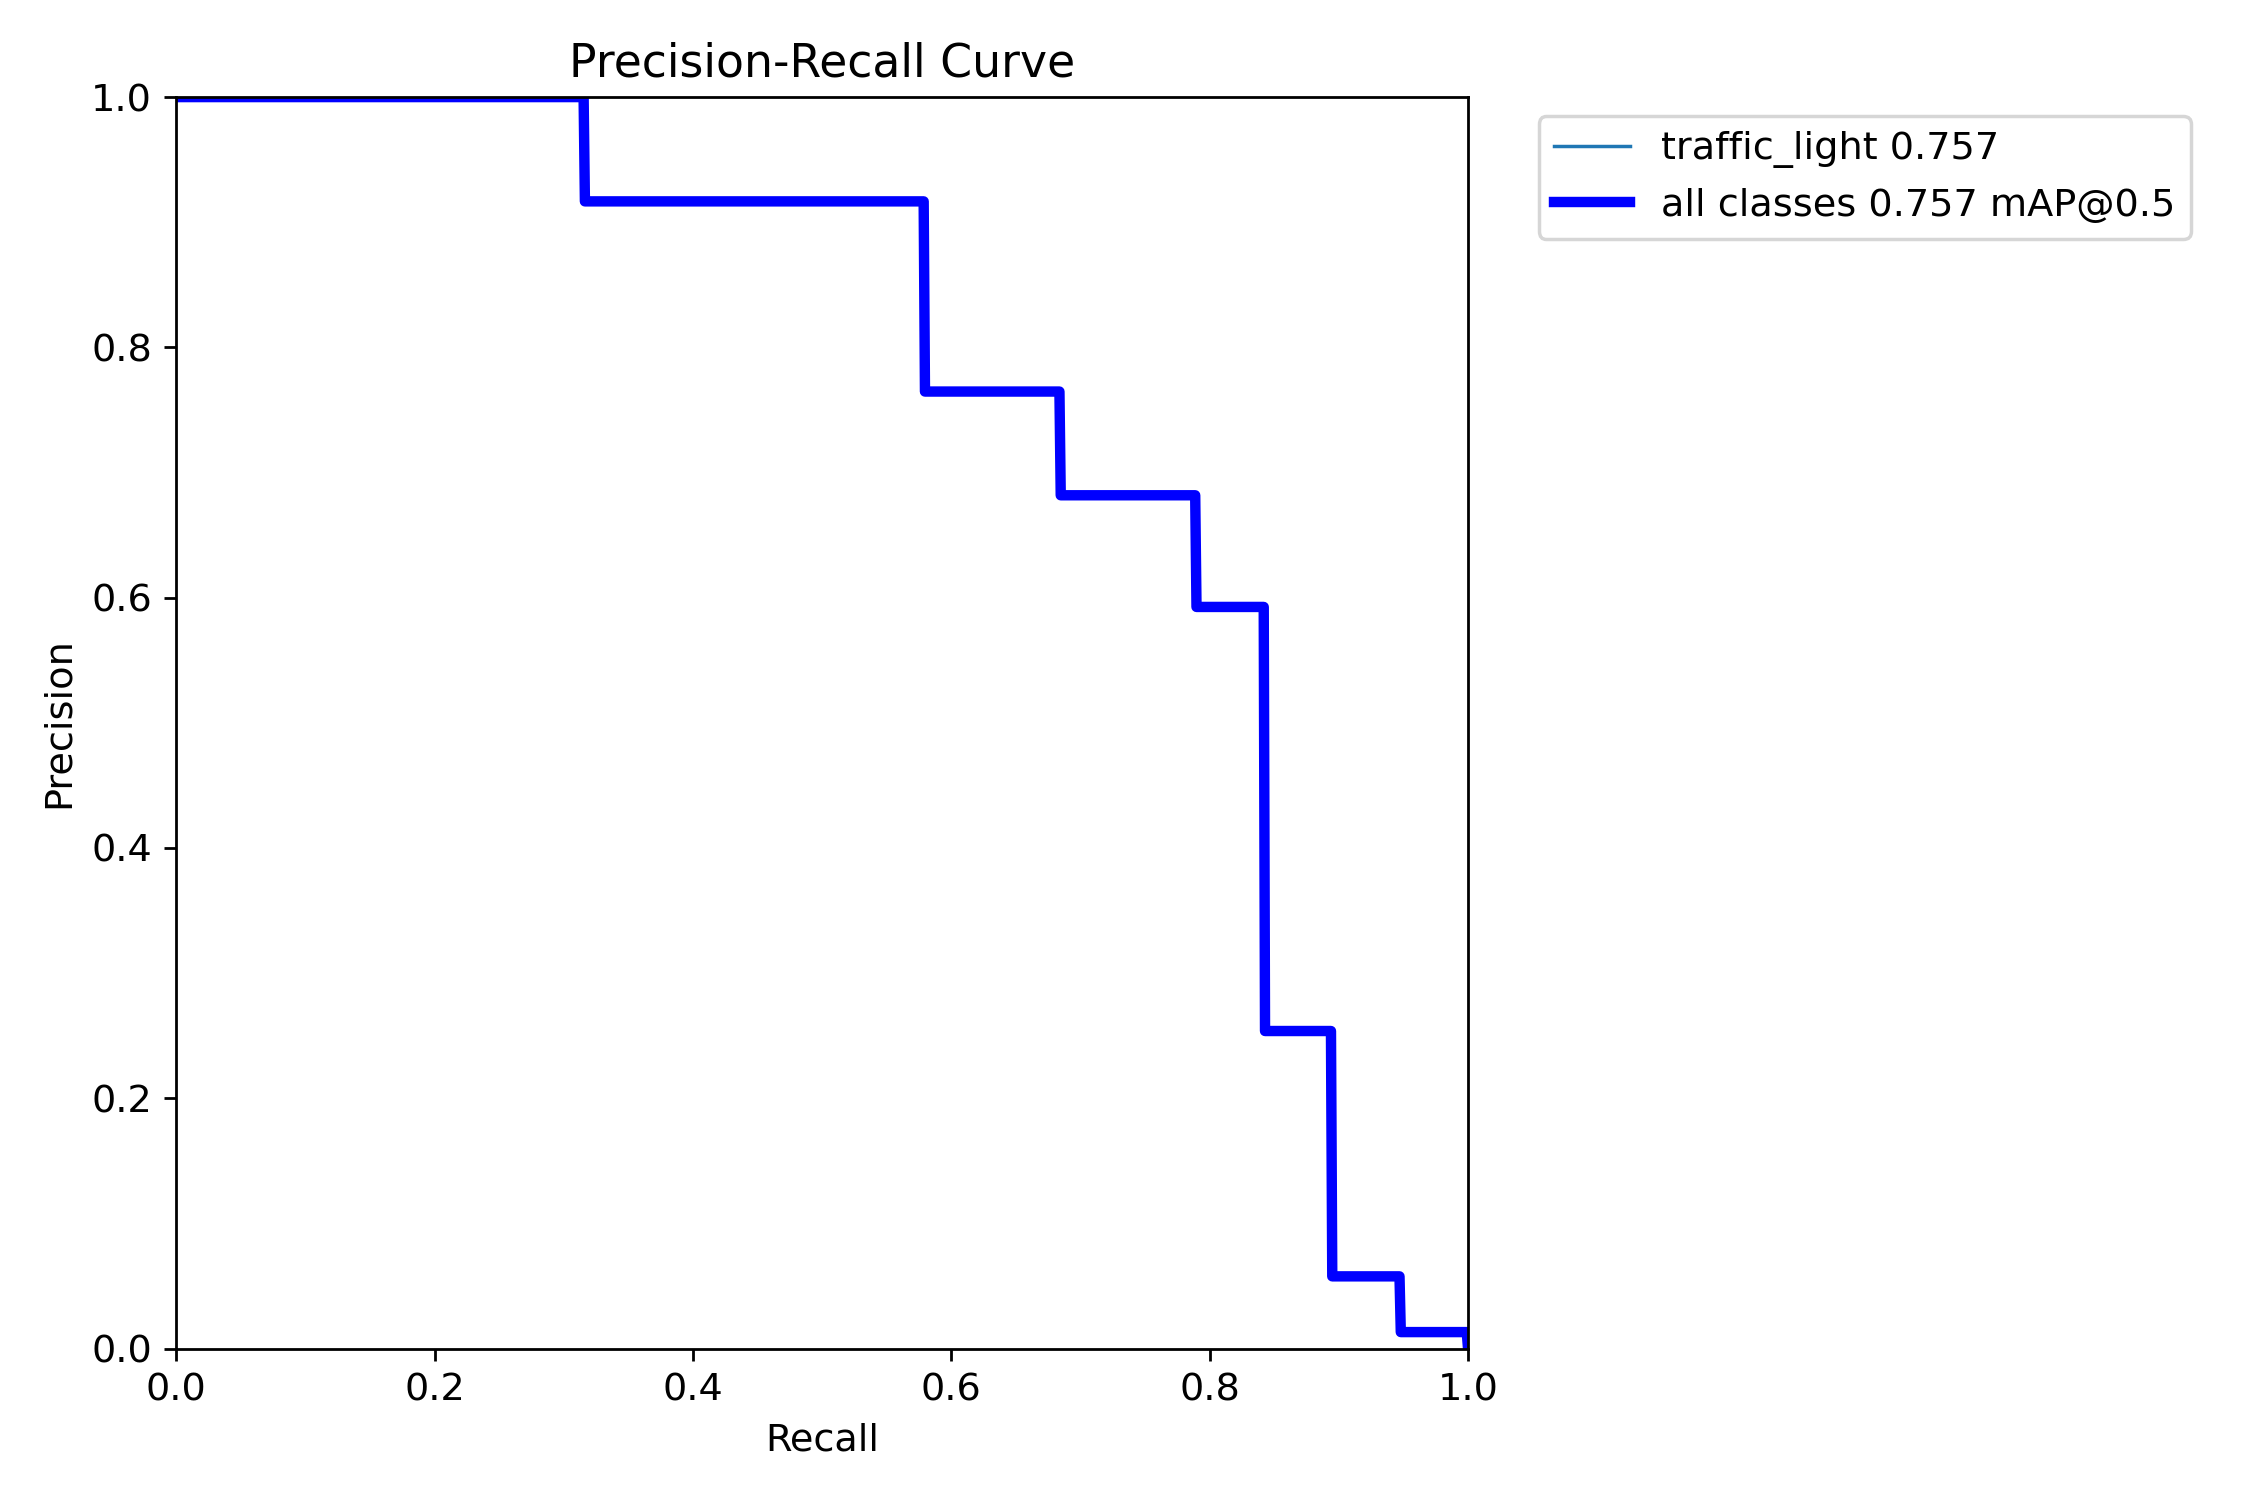 Precision-Recall Curve
traffic_light 0.757
all classes 0.757 mAP@0.5
1.0
0.8
0.6
0.4
0.2
0.0
Precision
0.0 0.2 0.4 0.6 0.8 1.0
Recall